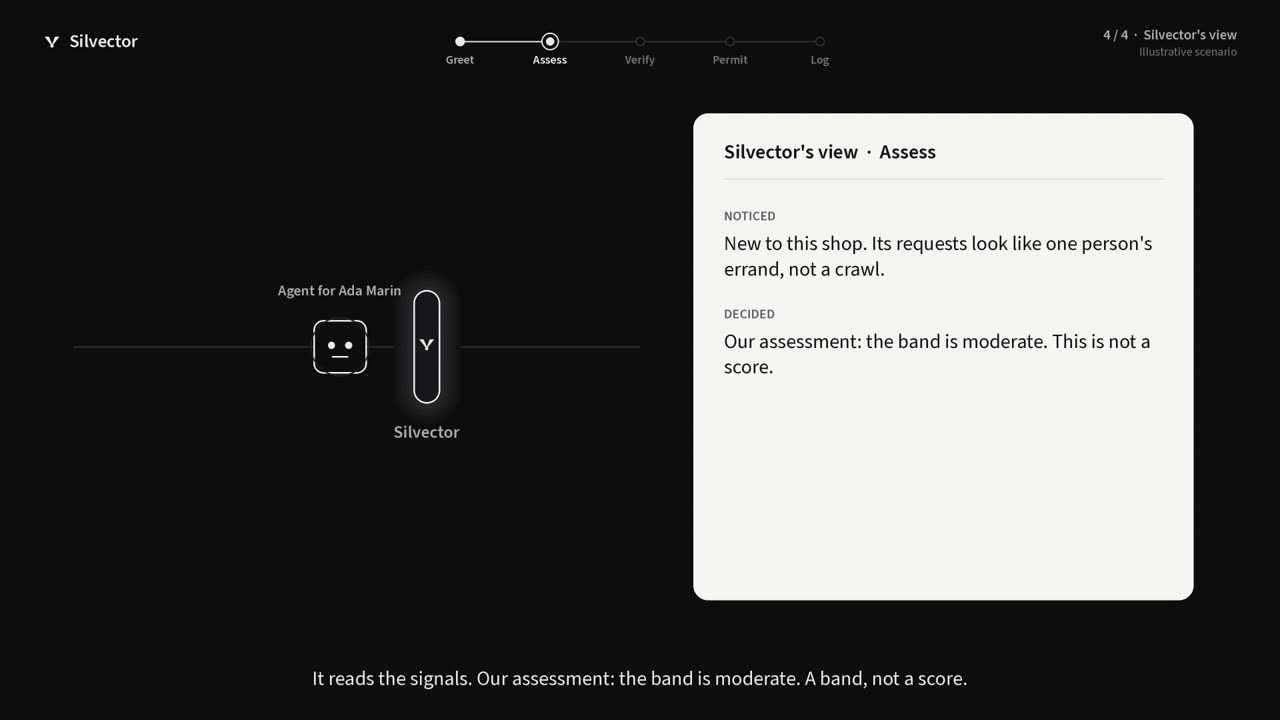 Silvector
Greet
Assess
Verify
Permit
Log
4 / 4 · Silvector's view
Illustrative scenario
Agent for Ada Marin
Silvector
Silvector's view · Assess
NOTICED
New to this shop. Its requests look like one person's
errand, not a crawl.
DECIDED
Our assessment: the band is moderate. This is not a
score.
It reads the signals. Our assessment: the band is moderate. A band, not a score.